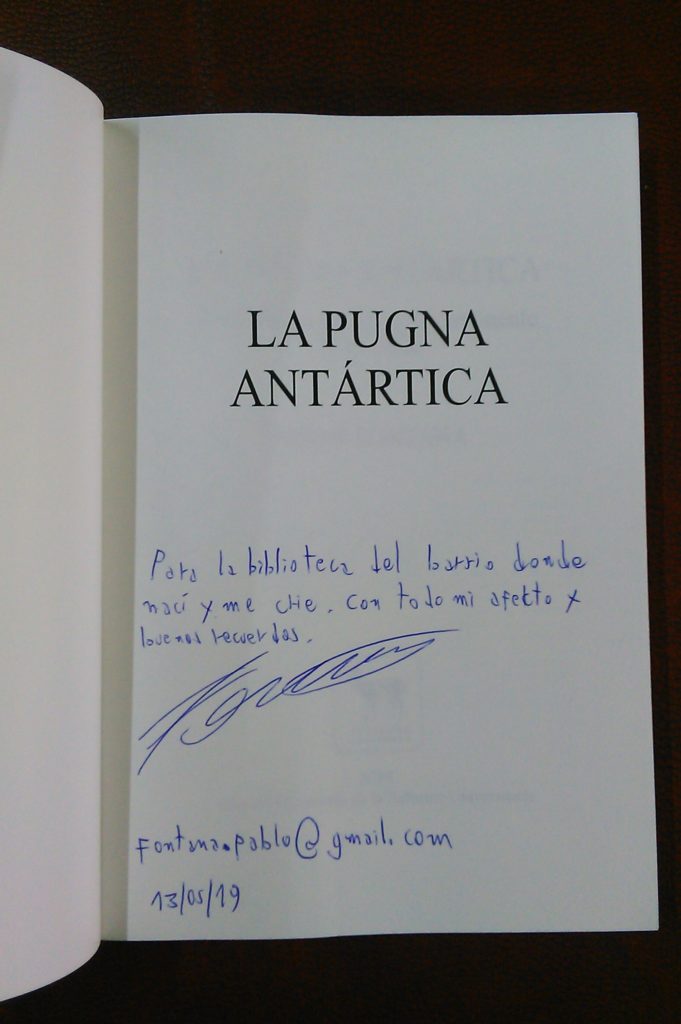 LA PUGNA
ANTÁRTICA
Para la biblioteca del barrio donde
nací y me crie. Con todo mi afecto y
buenos recuerdos.
Fontana.pablo@gmail.com
13/05/19